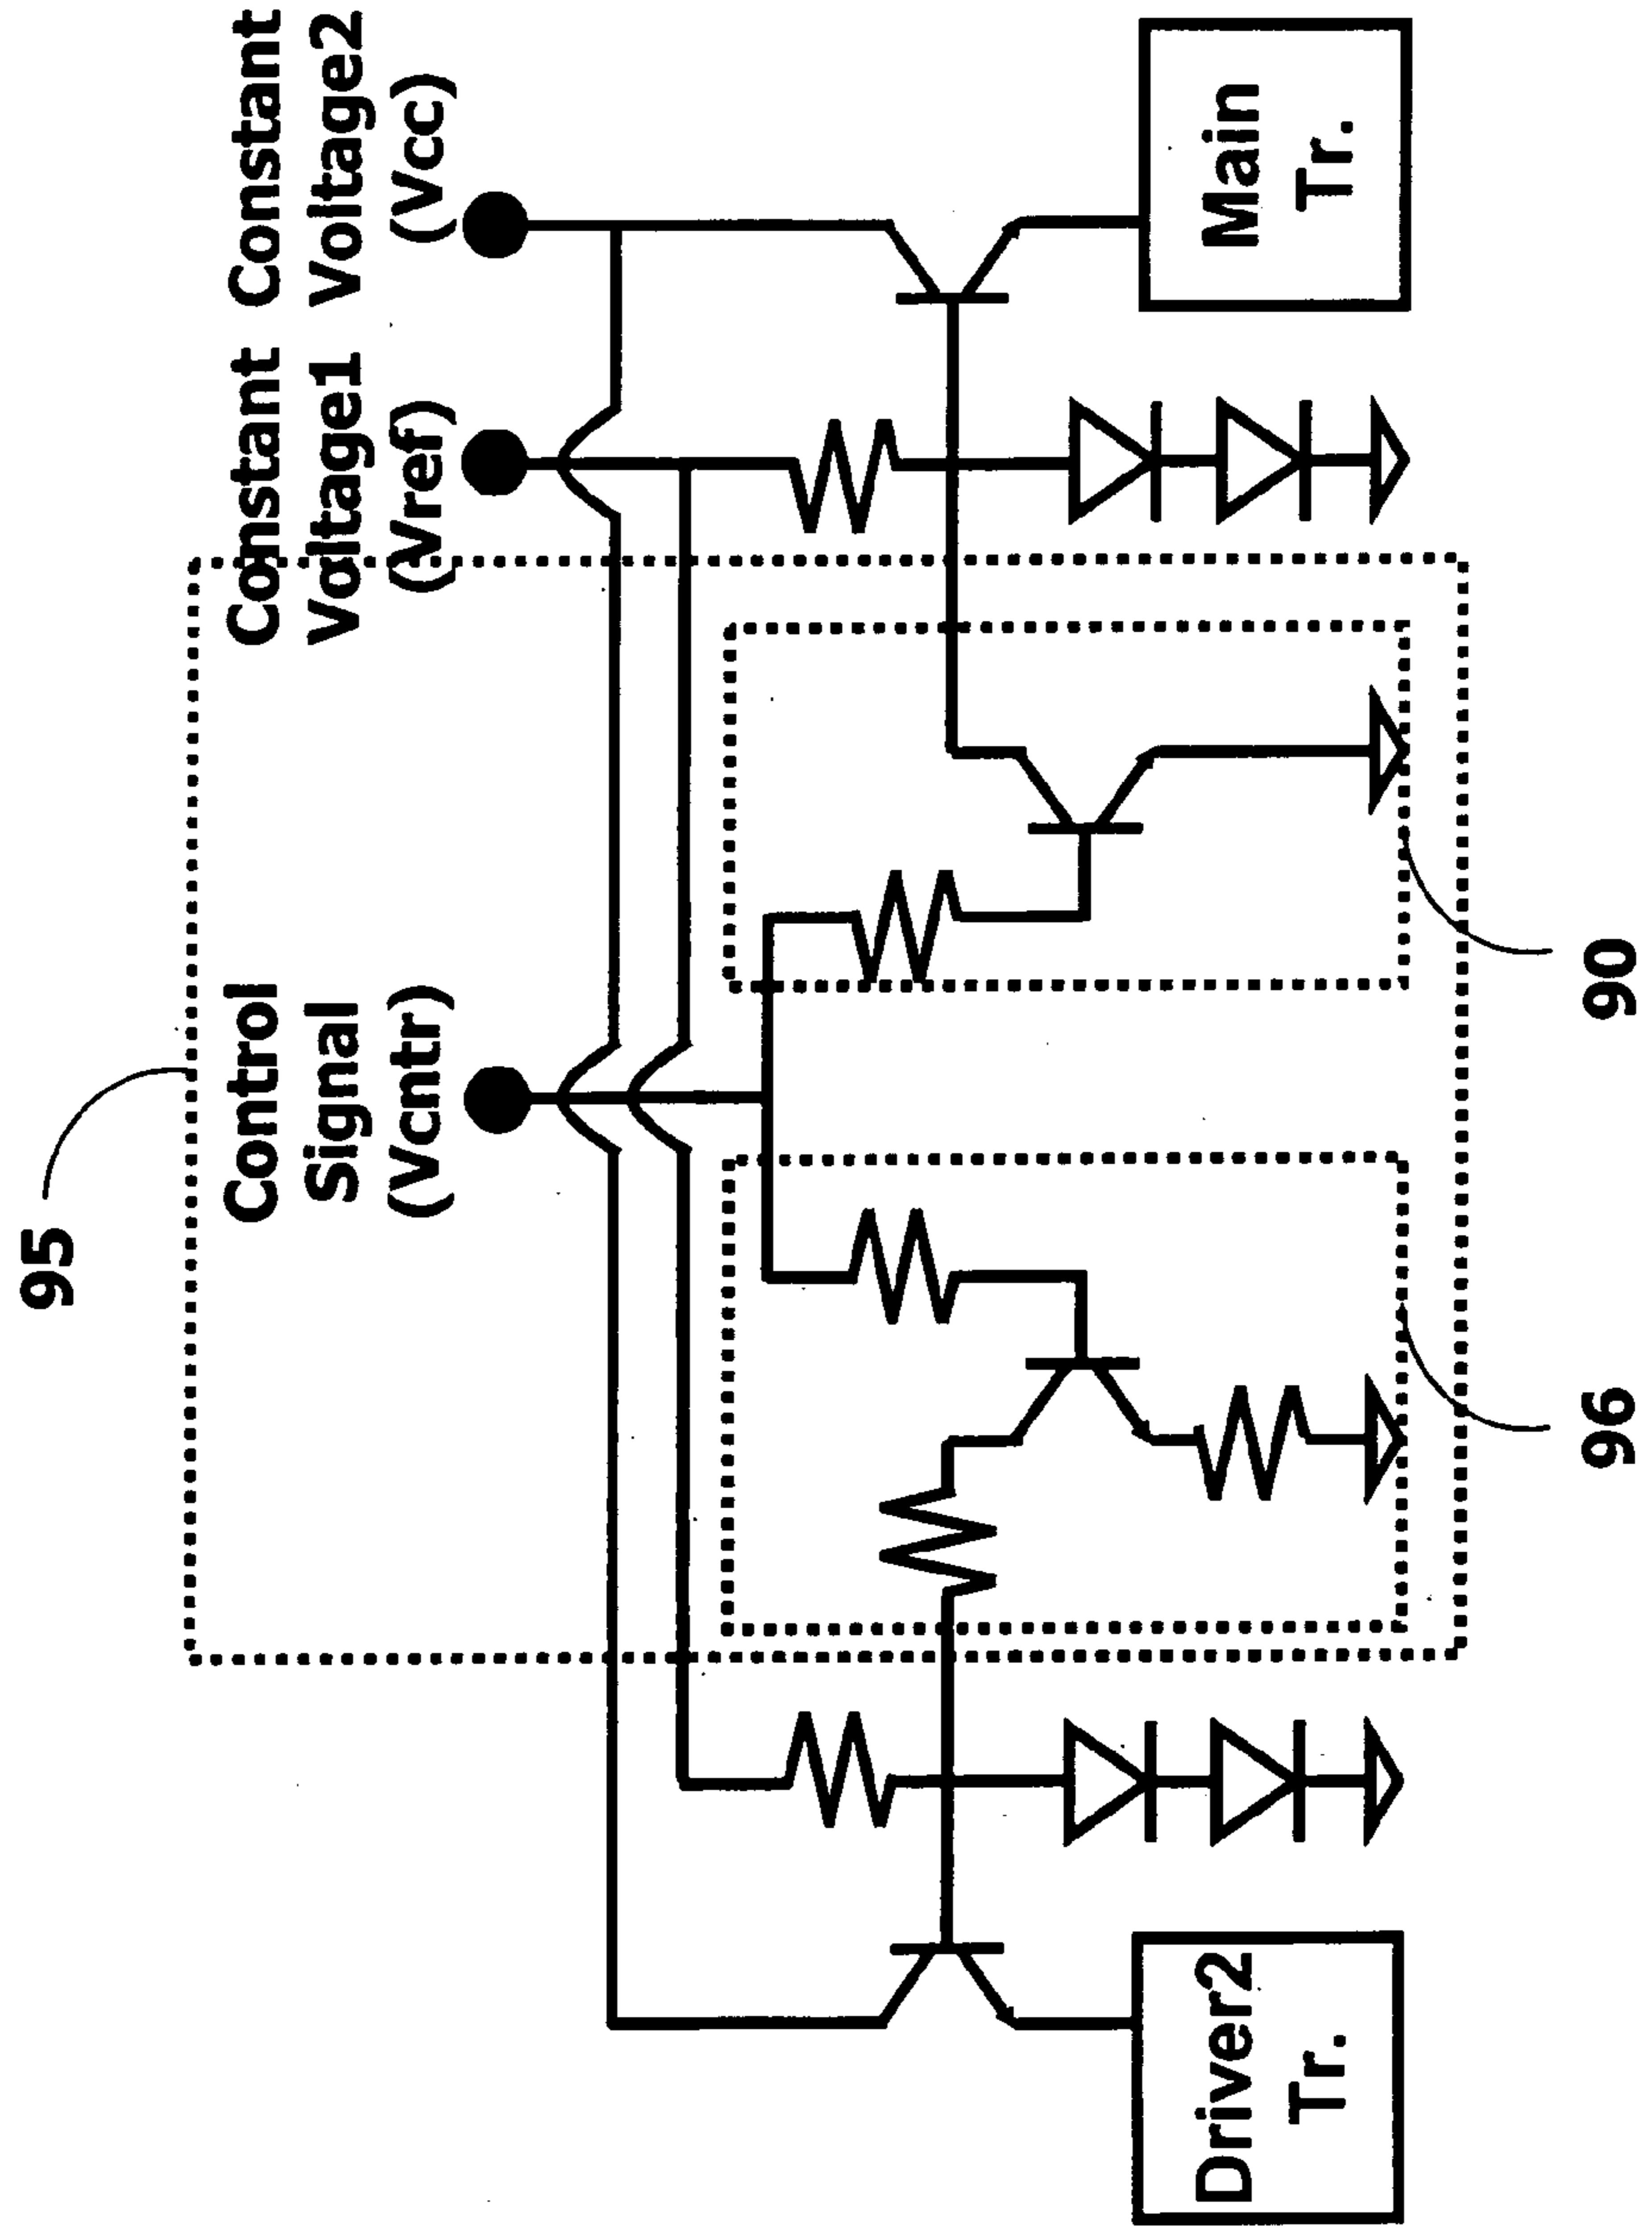 95
Control
Signal
(Vcntr)
Constant
Voltage1
(Vref)
Constant
Voltage2
(Vcc)
Driver2
Tr.
Main
Tr.
96
90